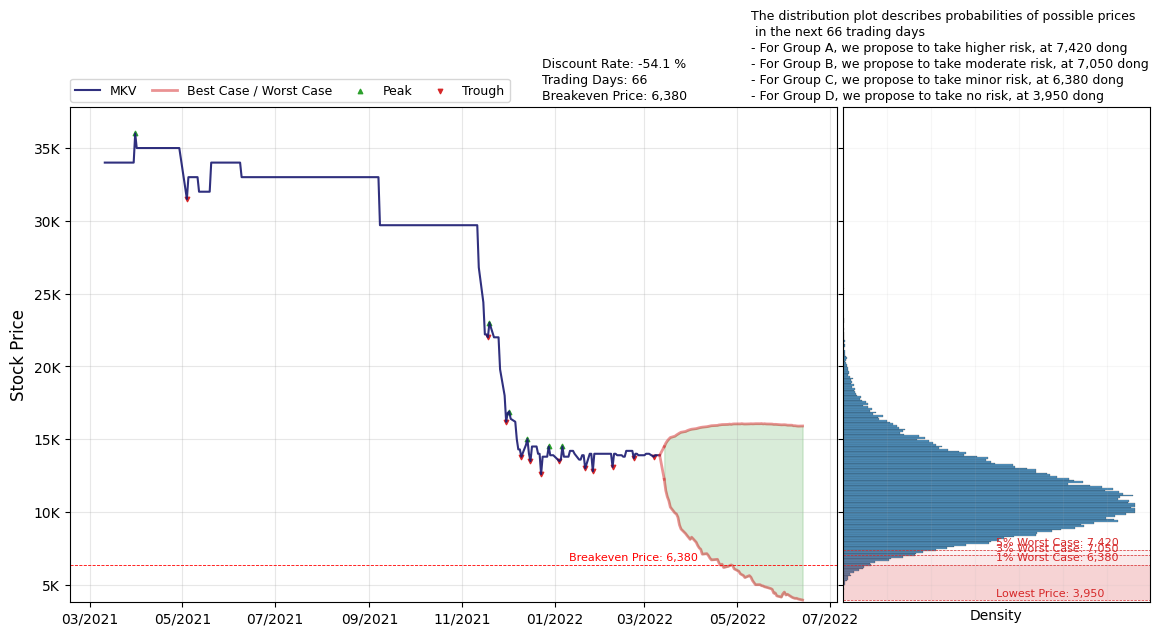 The distribution plot describes probabilities of possible prices
in the next 66 trading days
- For Group A, we propose to take higher risk, at 7,420 dong
- For Group B, we propose to take moderate risk, at 7,050 dong
- For Group C, we propose to take minor risk, at 6,380 dong
- For Group D, we propose to take no risk, at 3,950 dong
Discount Rate: -54.1 %
Trading Days: 66
Breakeven Price: 6,380
MKV Best Case / Worst Case Peak Trough
Stock Price
35K
30K
25K
20K
15K
10K
5K
Breakeven Price: 6,380
03/2021 05/2021 07/2021 09/2021 11/2021 01/2022 03/2022 05/2022 07/2022
5% Worst Case: 7,420
3% Worst Case: 7,050
1% Worst Case: 6,380
Lowest Price: 3,950
Density